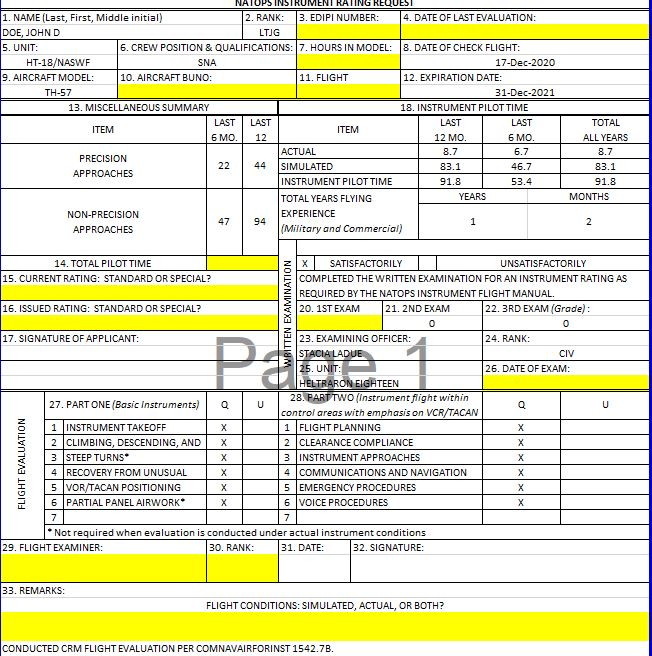 NATOPS INSTRUMENT RATING REQUEST
1. NAME (Last, First, Middle initial) 2. RANK: 3. EDIPI NUMBER: 4. DATE OF LAST EVALUATION:
DOE, JOHN D LTJG
5. UNIT: 6. CREW POSITION & QUALIFICATIONS: 7. HOURS IN MODEL: 8. DATE OF CHECK FLIGHT:
HT-18/NASWF SNA 17-Dec-2020
9. AIRCRAFT MODEL: 10. AIRCRAFT BUNO: 11. FLIGHT 12. EXPIRATION DATE:
TH-57 31-Dec-2021
13. MISCELLANEOUS SUMMARY 18. INSTRUMENT PILOT TIME
ITEM LAST 6 MO. LAST 12 ITEM LAST 12 MO. LAST 6 MO. TOTAL ALL YEARS
PRECISION APPROACHES 22 44
ACTUAL 8.7 6.7 8.7
SIMULATED 83.1 46.7 83.1
INSTRUMENT PILOT TIME 91.8 53.4 91.8
NON-PRECISION APPROACHES 47 94
TOTAL YEARS FLYING EXPERIENCE (Military and Commercial) YEARS MONTHS
1 2
14. TOTAL PILOT TIME
WRITTEN EXAMINATION
X SATISFACTORILY UNSATISFACTORILY
15. CURRENT RATING: STANDARD OR SPECIAL?
COMPLETED THE WRITTEN EXAMINATION FOR AN INSTRUMENT RATING AS
REQUIRED BY THE NATOPS INSTRUMENT FLIGHT MANUAL.
16. ISSUED RATING: STANDARD OR SPECIAL? 20. 1ST EXAM 21. 2ND EXAM 22. 3RD EXAM (Grade) :
0 0
17. SIGNATURE OF APPLICANT: 23. EXAMINING OFFICER: 24. RANK:
STACIA LADUE CIV
Page 1
25. UNIT: 26. DATE OF EXAM:
HELTRARON EIGHTEEN
FLIGHT EVALUATION
27. PART ONE (Basic Instruments) Q U 28. PART TWO (Instrument flight within
control areas with emphasis on VCR/TACAN Q U
1 INSTRUMENT TAKEOFF X 1 FLIGHT PLANNING X
2 CLIMBING, DESCENDING, AND X 2 CLEARANCE COMPLIANCE X
3 STEEP TURNS* X 3 INSTRUMENT APPROACHES X
4 RECOVERY FROM UNUSUAL X 4 COMMUNICATIONS AND NAVIGATION X
5 VOR/TACAN POSITIONING X 5 EMERGENCY PROCEDURES X
6 PARTIAL PANEL AIRWORK* X 6 VOICE PROCEDURES X
7 7
* Not required when evaluation is conducted under actual instrument conditions
29. FLIGHT EXAMINER: 30. RANK: 31. DATE: 32. SIGNATURE:
33. REMARKS:
FLIGHT CONDITIONS: SIMULATED, ACTUAL, OR BOTH?
CONDUCTED CRM FLIGHT EVALUATION PER COMNAVAIRFORINST 1542.7B.